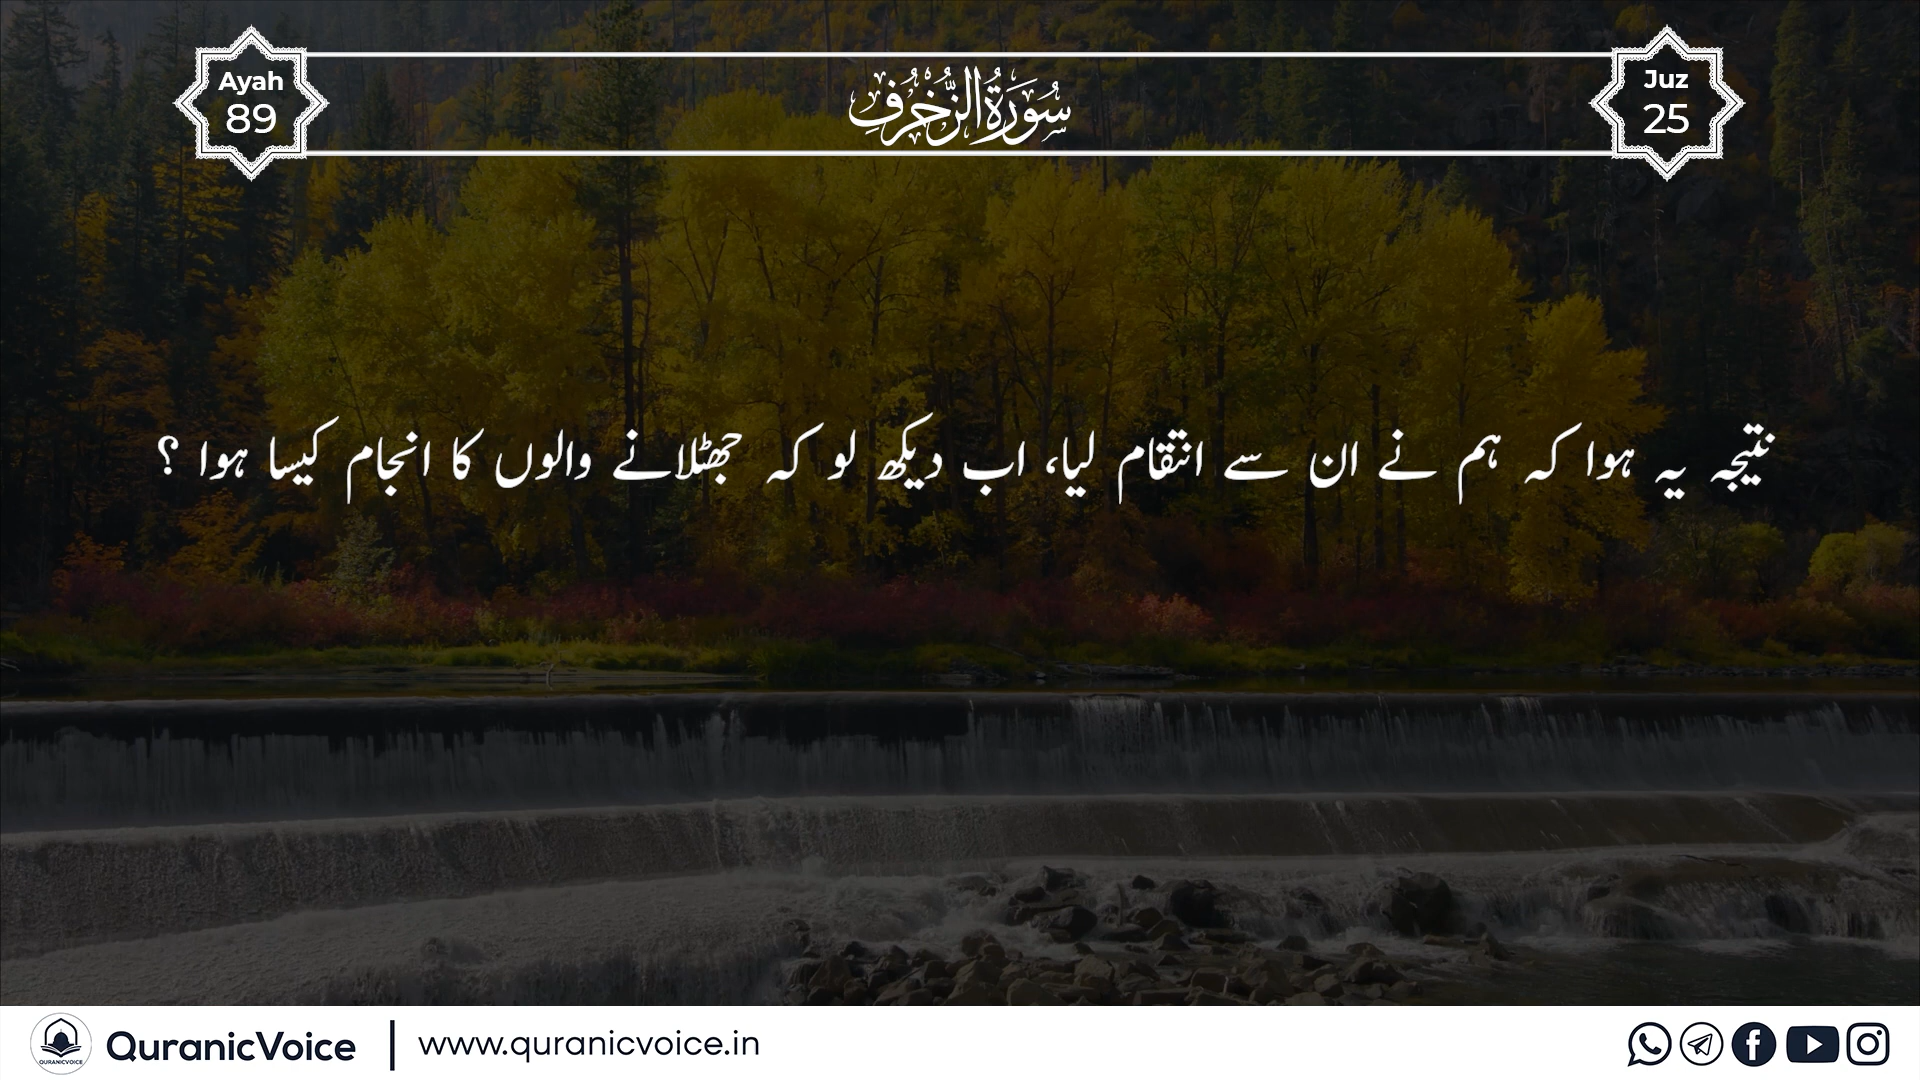 Ayah
89
سُورَةُ الزُّخْرُفِ
Juz
25
نتیجہ یہ ہوا کہ ہم نے ان سے انتقام لیا، اب دیکھ لو کہ جھٹلانے والوں کا انجام کیسا ہوا ؟
QURANICVOICE
QuranicVoice | www.quranicvoice.in